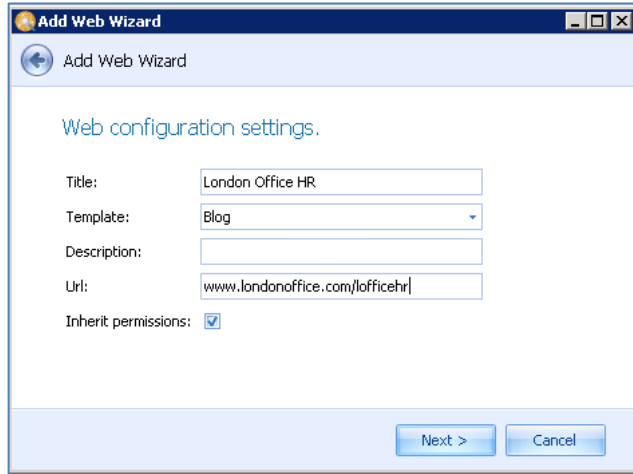 Add Web Wizard
Add Web Wizard
Web configuration settings.
Title: London Office HR
Template: Blog
Description:
Url: www.londonoffice.com/lofficehr
Inherit permissions:
Next > Cancel